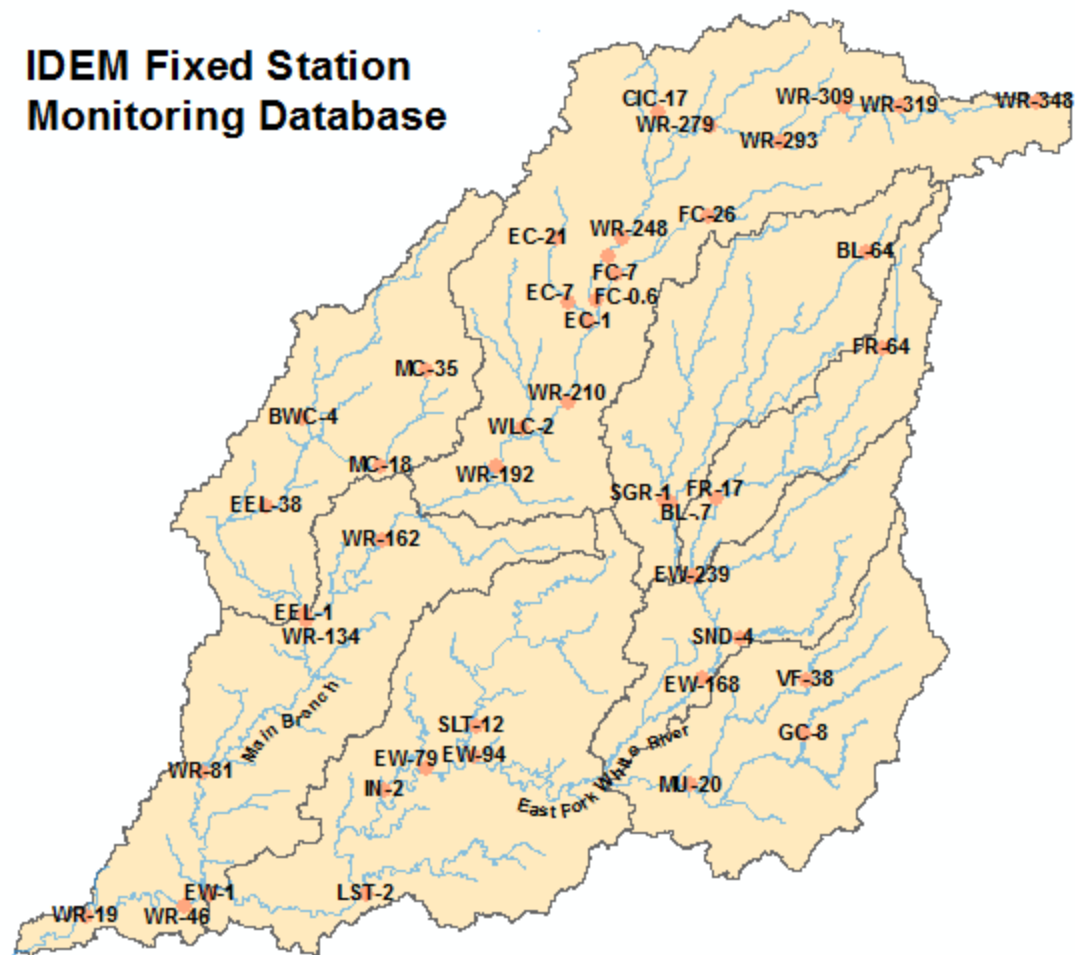 IDEM Fixed Station
Monitoring Database
CIC-17
WR-309
WR-319
WR-348
WR-279
WR-293
FC-26
EC-21
WR-248
BL-64
FC-7
EC-7
FC-0.6
EC-1
FR-64
MC-35
WR-210
BWC-4
WLC-2
MC-18
WR-192
SGR-1
FR-17
EEL-38
BL-.7
WR-162
EW-239
EEL-1
WR-134
SND-4
EW-168
VF-38
Main Branch
SLT-12
GC-8
EW-79
EW-94
WR-81
IN-2
East Fork White River
MU-20
EW-1
LST-2
WR-19
WR-46